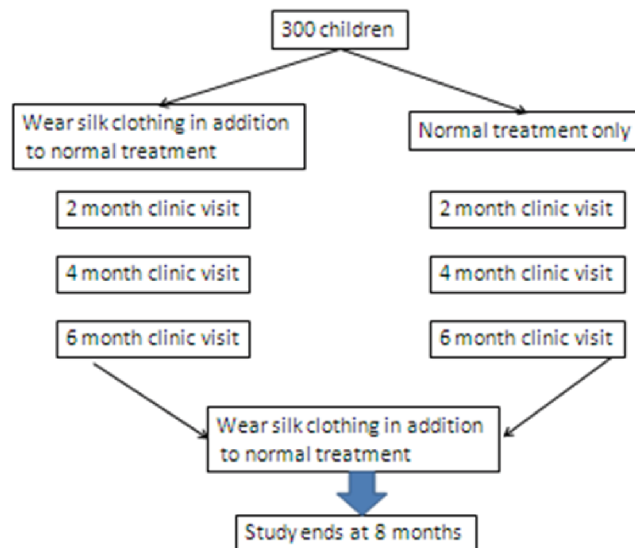 300 children
Wear silk clothing in addition
to normal treatment
Normal treatment only
2 month clinic visit
2 month clinic visit
4 month clinic visit
4 month clinic visit
6 month clinic visit
6 month clinic visit
Wear silk clothing in addition
to normal treatment
Study ends at 8 months